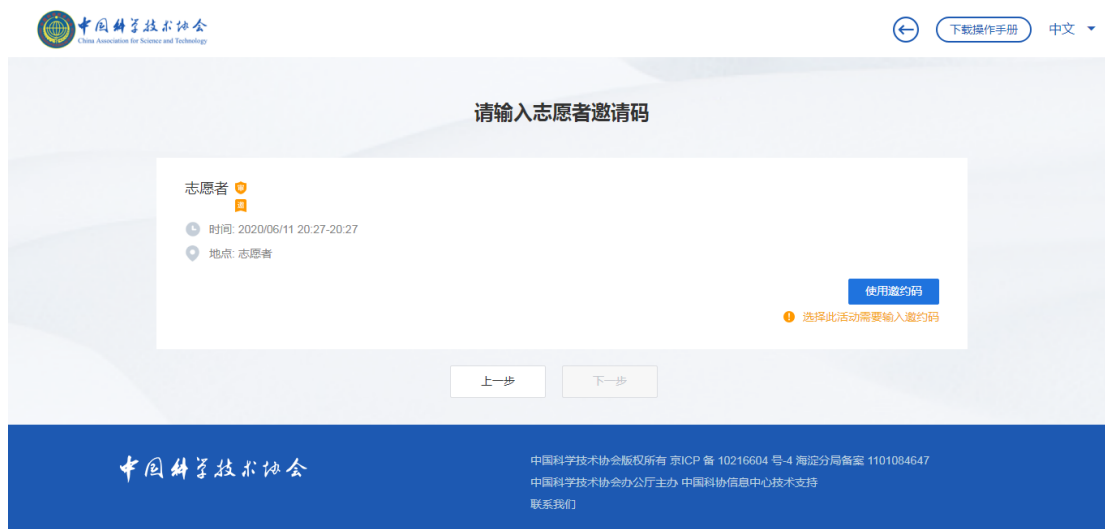 中国科学技术协会
China Association for Science and Technology
下载操作手册
中文
请输入志愿者邀请码
志愿者
邀
时间: 2020/06/11 20:27-20:27
地点: 志愿者
使用邀约码
选择此活动需要输入邀约码
上一步
下一步
中国科学技术协会
中国科学技术协会版权所有 京ICP 备 10216604 号-4 海淀分局备案 1101084647
中国科学技术协会办公厅主办 中国科协信息中心技术支持
联系我们